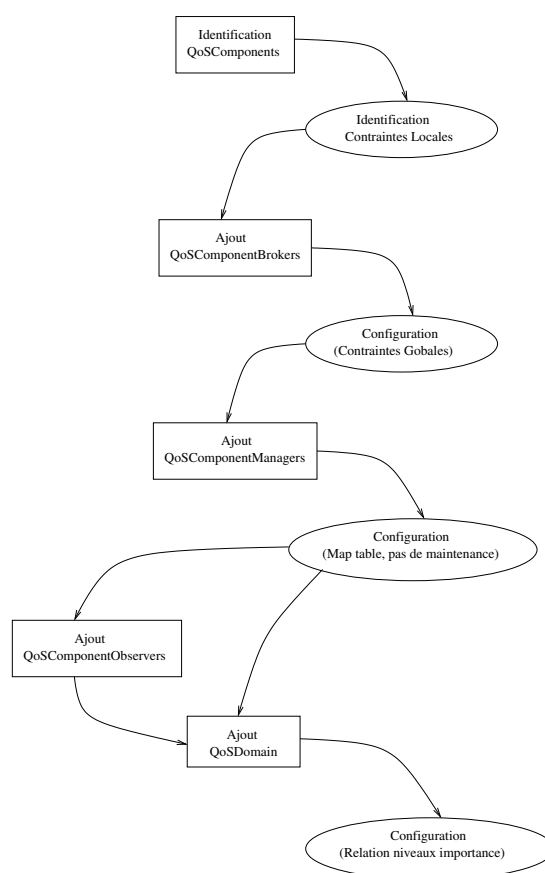 Identification
QoSComponents
Identification
Contraintes Locales
Ajout
QoSComponentBrokers
Configuration
(Contraintes Gobales)
Ajout
QoSComponentManagers
Configuration
(Map table, pas de maintenance)
Ajout
QoSComponentObservers
Ajout
QoSDomain
Configuration
(Relation niveaux importance)